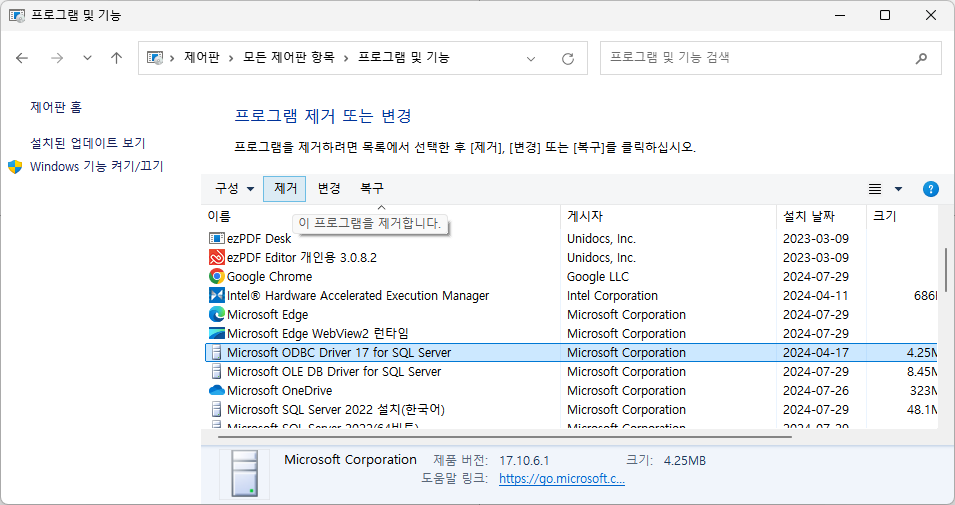 프로그램 및 기능
제어판 모든 제어판 항목 프로그램 및 기능
프로그램 및 기능 검색
제어판 홈
설치된 업데이트 보기
Windows 기능 켜기/끄기
프로그램 제거 또는 변경
프로그램을 제거하려면 목록에서 선택한 후 [제거], [변경] 또는 [복구]를 클릭하십시오.
구성 제거 변경 복구
이름 게시자 설치 날짜 크기
이 프로그램을 제거합니다.
ezPDF Desk Unidocs, Inc. 2023-03-09
ezPDF Editor 개인용 3.0.8.2 Unidocs, Inc. 2023-03-09
Google Chrome Google LLC 2024-07-29
Intel® Hardware Accelerated Execution Manager Intel Corporation 2024-04-11 686
Microsoft Edge Microsoft Corporation 2024-07-29
Microsoft Edge WebView2 런타임 Microsoft Corporation 2024-07-29
Microsoft ODBC Driver 17 for SQL Server Microsoft Corporation 2024-04-17 4.25M
Microsoft OLE DB Driver for SQL Server Microsoft Corporation 2024-07-29 8.45M
Microsoft OneDrive Microsoft Corporation 2024-07-26 323M
Microsoft SQL Server 2022 설치(한국어) Microsoft Corporation 2024-07-29 48.1M
Microsoft SQL Server 2022(64비트) Microsoft Corporation 2024-07-29
Microsoft Corporation 제품 버전: 17.10.6.1 크기: 4.25MB
도움말 링크: https://go.microsoft.c...